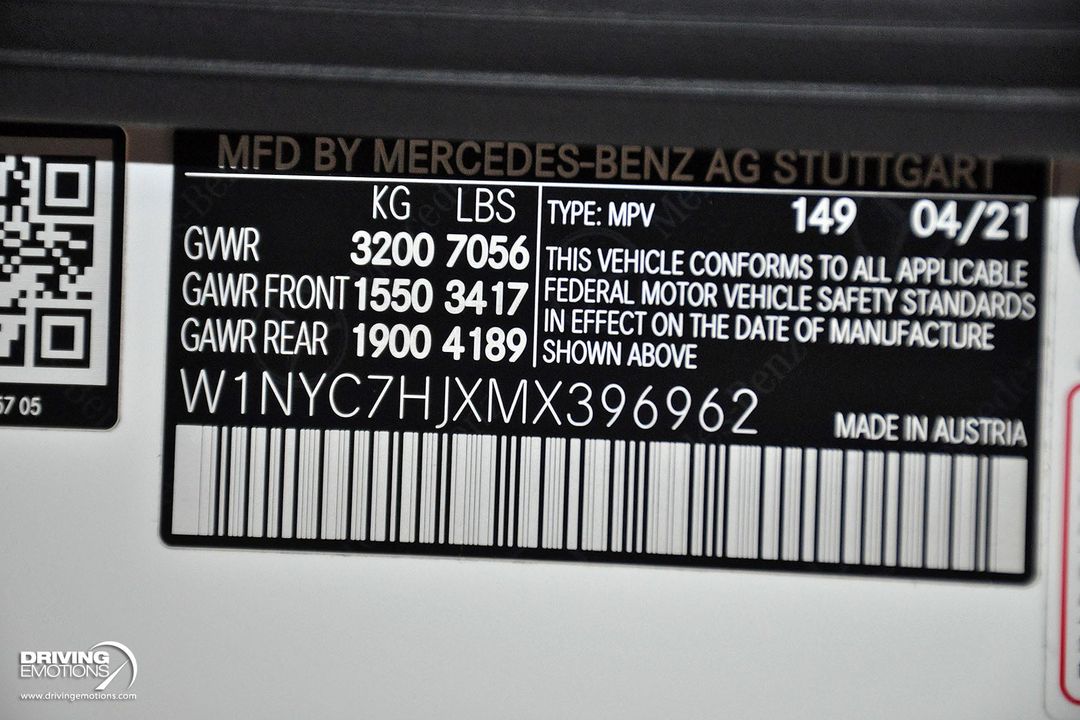 MFD BY MERCEDES-BENZ AG STUTTGART
KG LBS
GVWR 3200 7056
GAWR FRONT 1550 3417
GAWR REAR 1900 4189
TYPE: MPV 149 04/21
THIS VEHICLE CONFORMS TO ALL APPLICABLE
FEDERAL MOTOR VEHICLE SAFETY STANDARDS
IN EFFECT ON THE DATE OF MANUFACTURE
SHOWN ABOVE
W1NYC7HJXMX396962
MADE IN AUSTRIA
DRIVING
EMOTIONS
www.drivingemotions.com